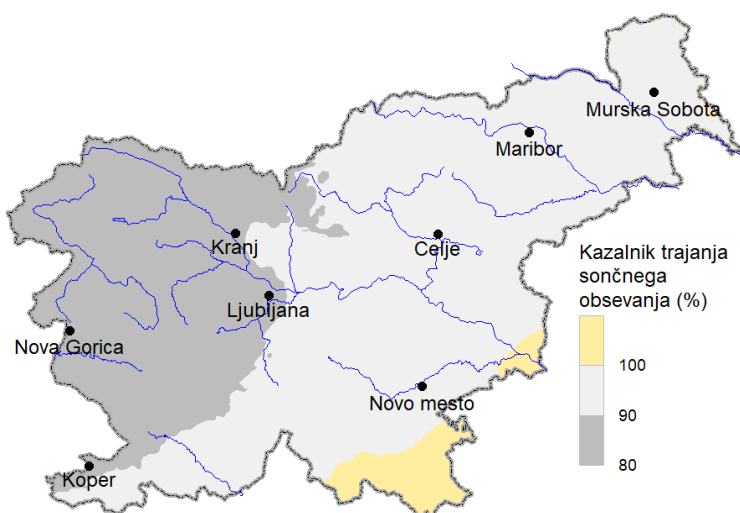 Murska Sobota
Maribor
Kranj
Celje
Kazalnik trajanja
sončnega
obsevanja (%)
Ljubljana
Nova Gorica
100
Novo mesto
90
Koper
80